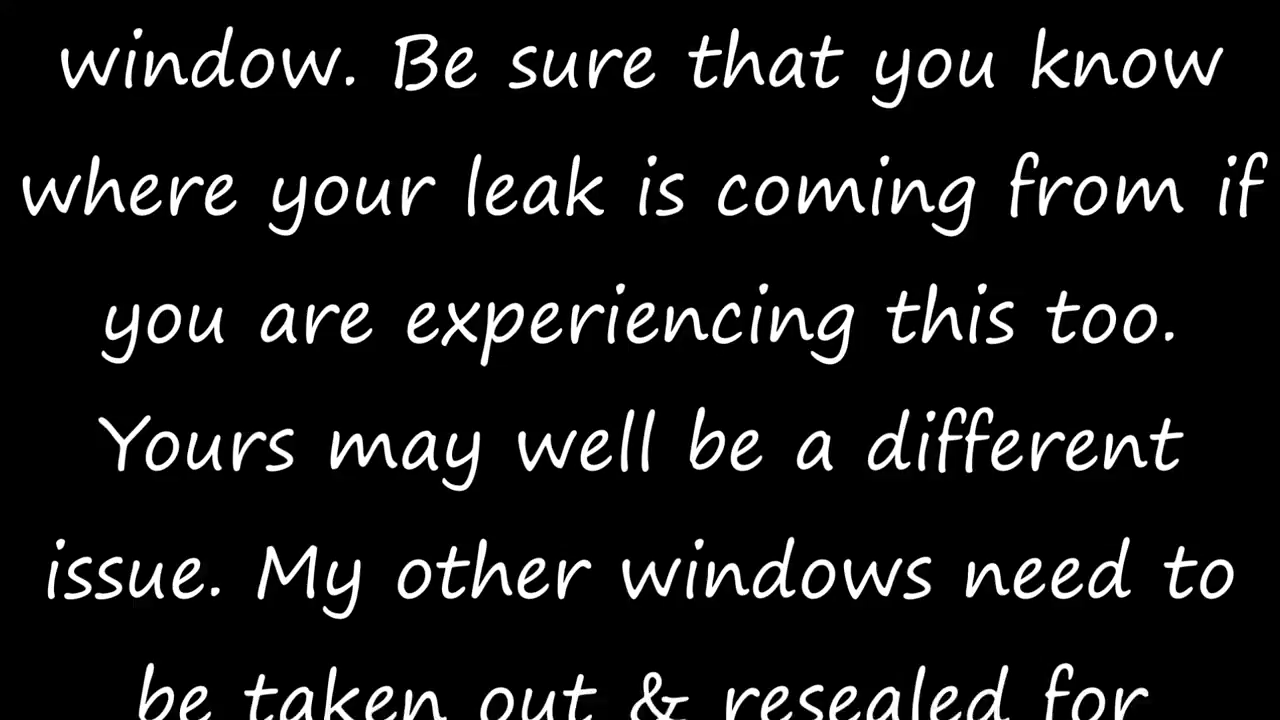 window. Be sure that you know
where your leak is coming from if
you are experiencing this too.
Yours may well be a different
issue. My other windows need to
be taken out & resealed for